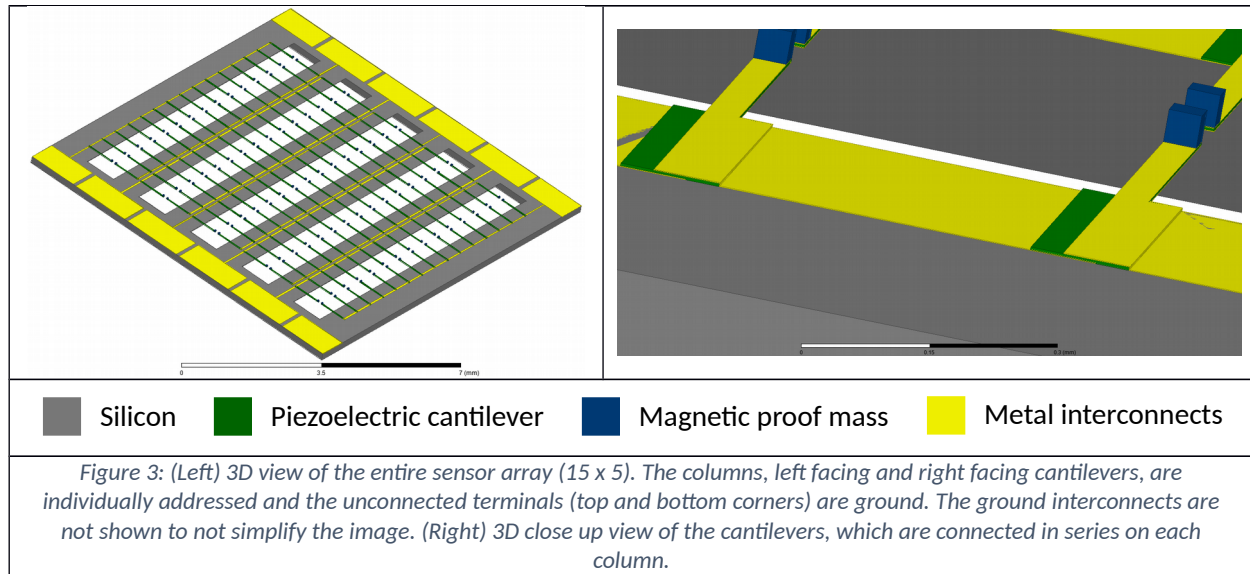 0 3.5 7 (mm)
0 0.15 0.3 (mm)
Silicon Piezoelectric cantilever Magnetic proof mass Metal interconnects
Figure 3: (Left) 3D view of the entire sensor array (15 x 5). The columns, left facing and right facing cantilevers, are
individually addressed and the unconnected terminals (top and bottom corners) are ground. The ground interconnects are
not shown to not simplify the image. (Right) 3D close up view of the cantilevers, which are connected in series on each
column.